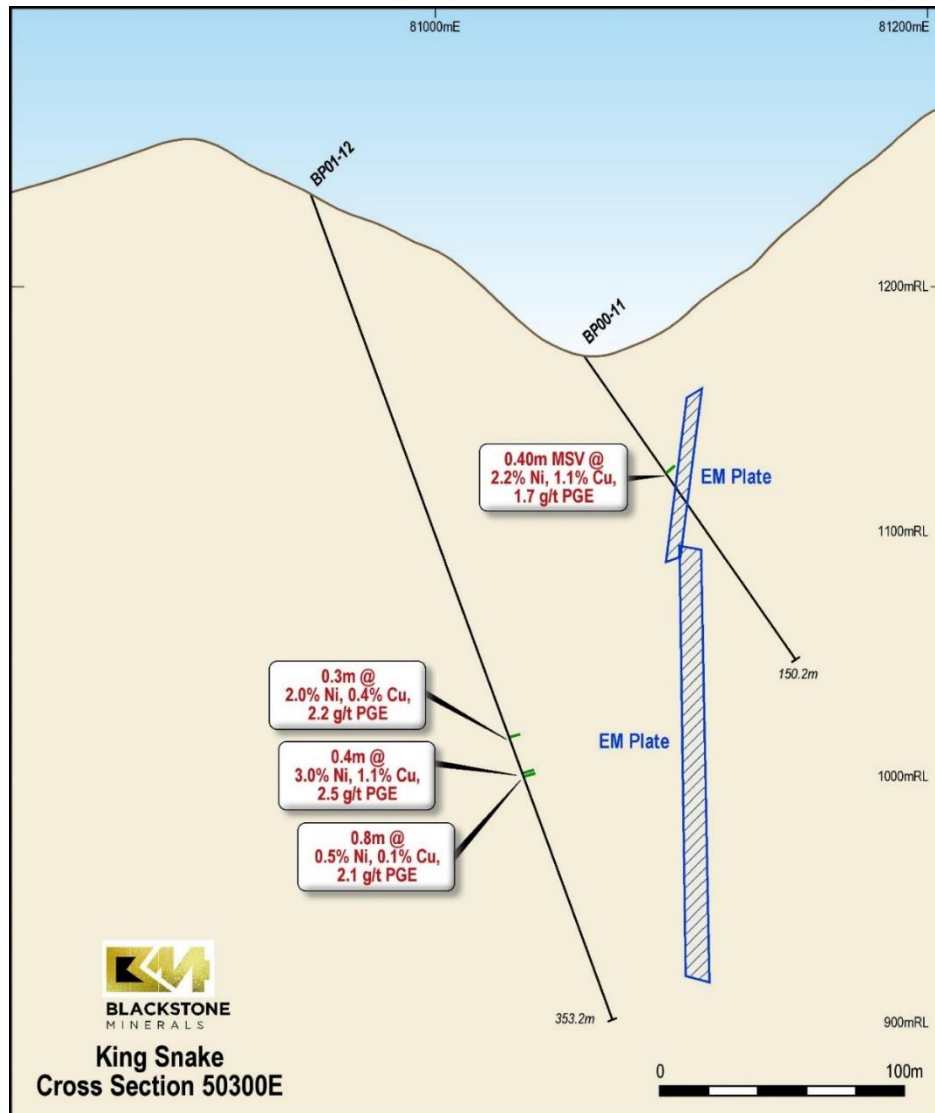 81000mE
81200mE
BP01-12
BP00-11
1200mRL
0.40m MSV @
2.2% Ni, 1.1% Cu,
1.7 g/t PGE
EM Plate
1100mRL
150.2m
0.3m @
2.0% Ni, 0.4% Cu,
2.2 g/t PGE
EM Plate
0.4m @
3.0% Ni, 1.1% Cu,
2.5 g/t PGE
1000mRL
0.8m @
0.5% Ni, 0.1% Cu,
2.1 g/t PGE
353.2m
900mRL
BLACKSTONE
MINERALS
King Snake
Cross Section 50300E
0
100m